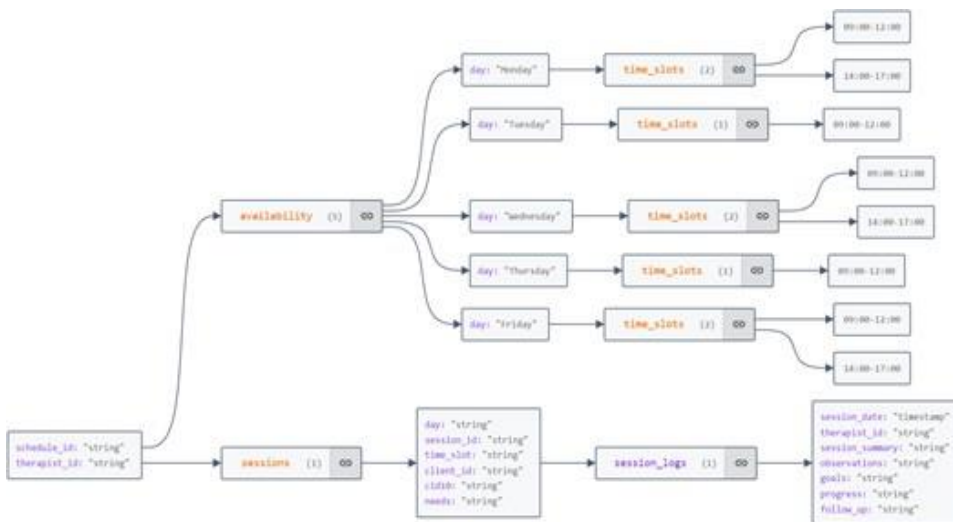 09:00-12:00
day: "Monday"
time_slots (2)
14:00-17:00
day: "Tuesday"
time_slots (1)
09:00-12:00
09:00-12:00
availability (5)
day: "Wednesday"
time_slots (2)
14:00-17:00
day: "Thursday"
time_slots (1)
09:00-12:00
day: "Friday"
time_slots (2)
09:00-12:00
14:00-17:00
schedule_id: "string"
therapist_id: "string"
sessions (1)
day: "string"
session_id: "string"
time_slot: "string"
client_id: "string"
cidid: "string"
needs: "string"
session_logs (1)
session_date: "timestamp"
therapist_id: "string"
session_summary: "string"
observations: "string"
goals: "string"
progress: "string"
follow_up: "string"